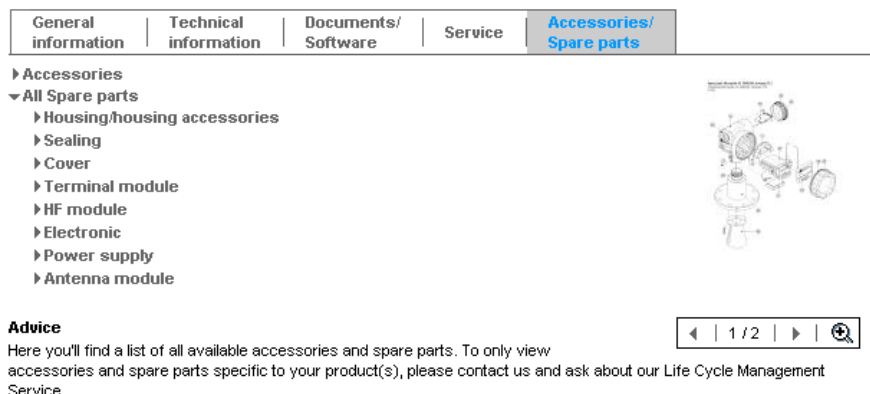 General information
Technical information
Documents/ Software
Service
Accessories/ Spare parts
Accessories
All Spare parts
Housing/housing accessories
Sealing
Cover
Terminal module
HF module
Electronic
Power supply
Antenna module
Advice
1 / 2
Here you'll find a list of all available accessories and spare parts. To only view
accessories and spare parts specific to your product(s), please contact us and ask about our Life Cycle Management
Service